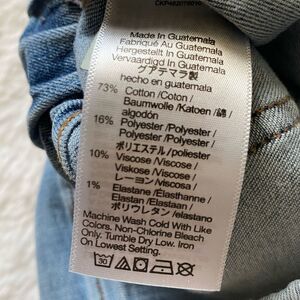 Made In Guatemala
Fabriqué Au Guatemala
Hergestellt In Guatemala
Vervaardigd In Guatemala
グアテマラ製
hecho en guatemala
73% Cotton /Coton /
Baumwolle /Katoen /綿 /
algodón
16% Polyester /Polyester /
Polyester /Polyester /
ポリエステル /poliester
10% Viscose /Viscose /
Viskose /Viscose /
レーヨン /viscosa
1% Elastane /Élasthanne /
Elastan /Elastaan /
ポリウレタン /elastano
Machine Wash Cold With Like
Colors. Non-Chlorine Bleach
Only. Tumble Dry Low. Iron
On Lowest Setting.
30